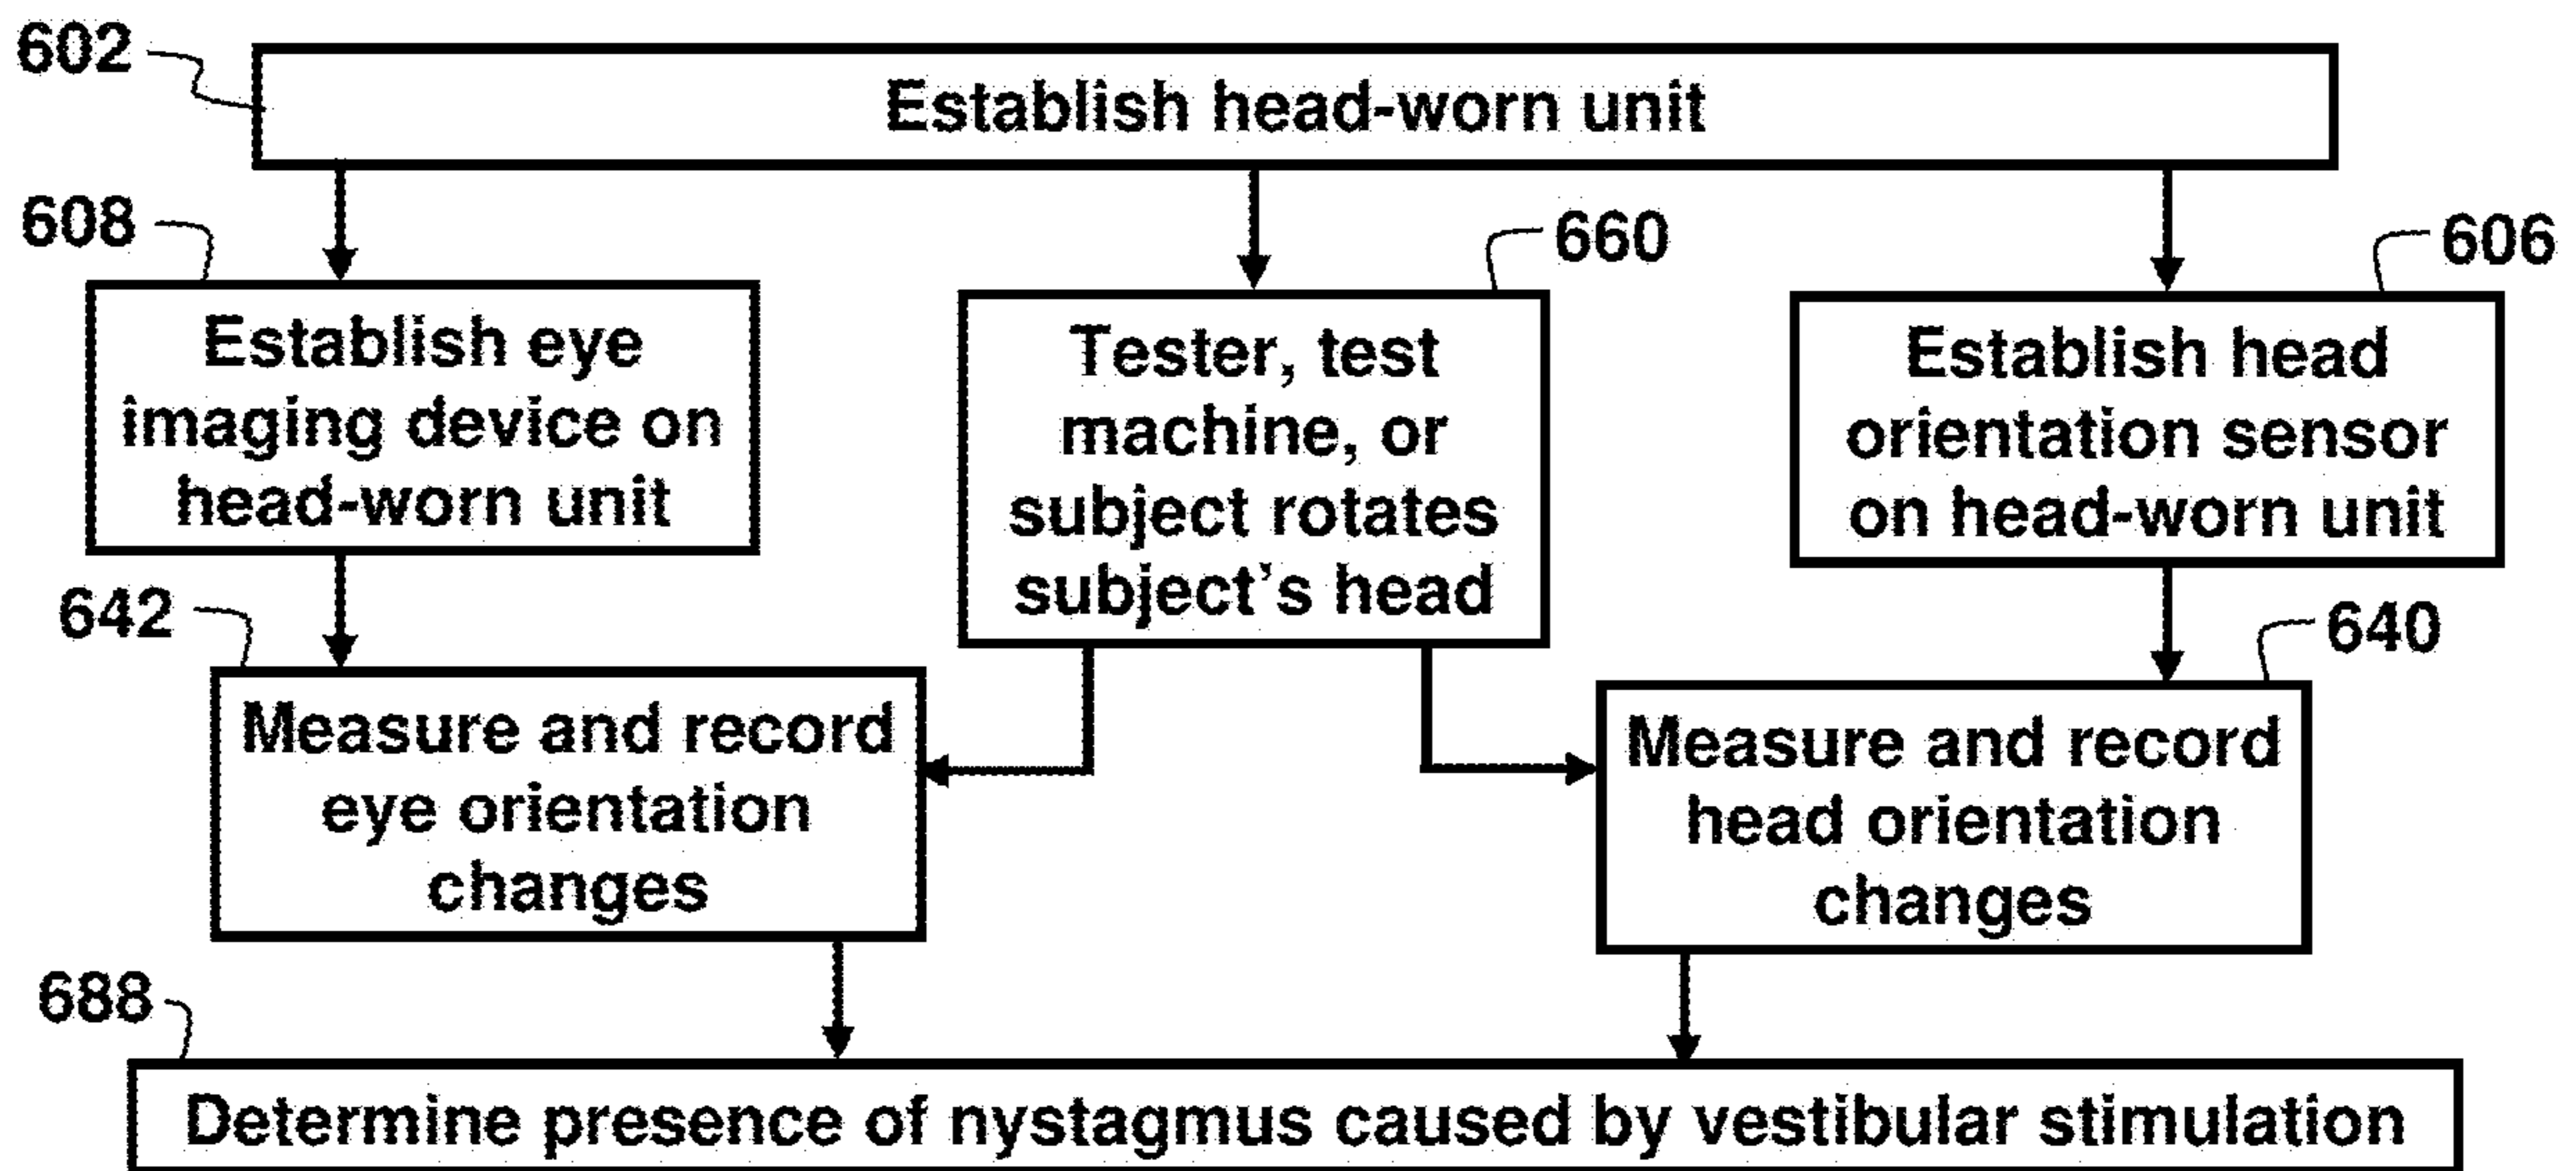 602
Establish head-worn unit
608
Establish eye
imaging device on
head-worn unit
660
Tester, test
machine, or
subject rotates
subject's head
606
Establish head
orientation sensor
on head-worn unit
642
Measure and record
eye orientation
changes
640
Measure and record
head orientation
changes
688
Determine presence of nystagmus caused by vestibular stimulation